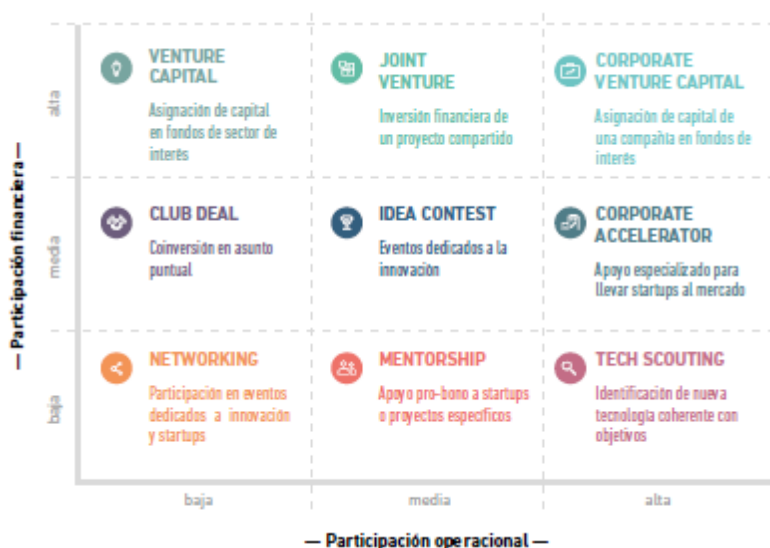 — Participación financiera —
alta
VENTURE
CAPITAL
Asignación de capital
en fondos de sector de
interés
JOINT
VENTURE
Inversión financiera de
un proyecto compartido
CORPORATE
VENTURE CAPITAL
Asignación de capital de
una compañía en fondos de
interés
media
CLUB DEAL
Coinversión en asunto
puntual
IDEA CONTEST
Eventos dedicados a la
innovación
CORPORATE
ACCELERATOR
Apoyo especializado para
llevar startups al mercado
baja
NETWORKING
Participación en eventos
dedicados a innovación
y startups
MENTORSHIP
Apoyo pro-bono a startups
o proyectos específicos
TECH SCOUTING
Identificación de nueva
tecnología coherente con
objetivos
baja
media
alta
— Participación operacional —